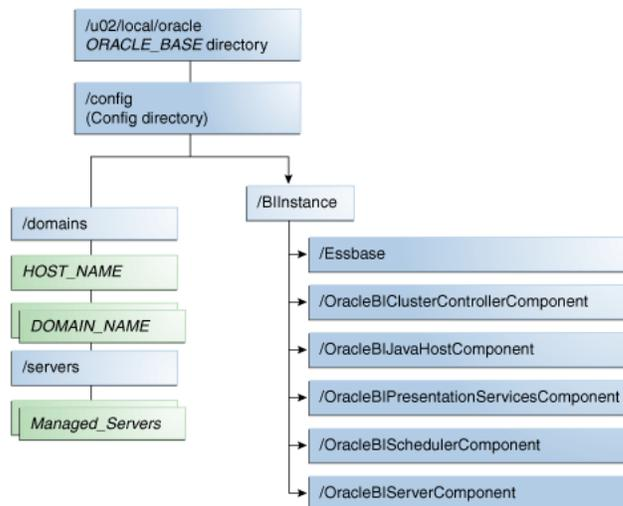 /u02/local/oracle
ORACLE_BASE directory
/config
(Config directory)
/BIInstance
/domains
HOST_NAME
DOMAIN_NAME
/servers
Managed_Servers
/Essbase
/OracleBIClusterControllerComponent
/OracleBIJavaHostComponent
/OracleBIPresentationServicesComponent
/OracleBISchedulerComponent
/OracleBIServerComponent